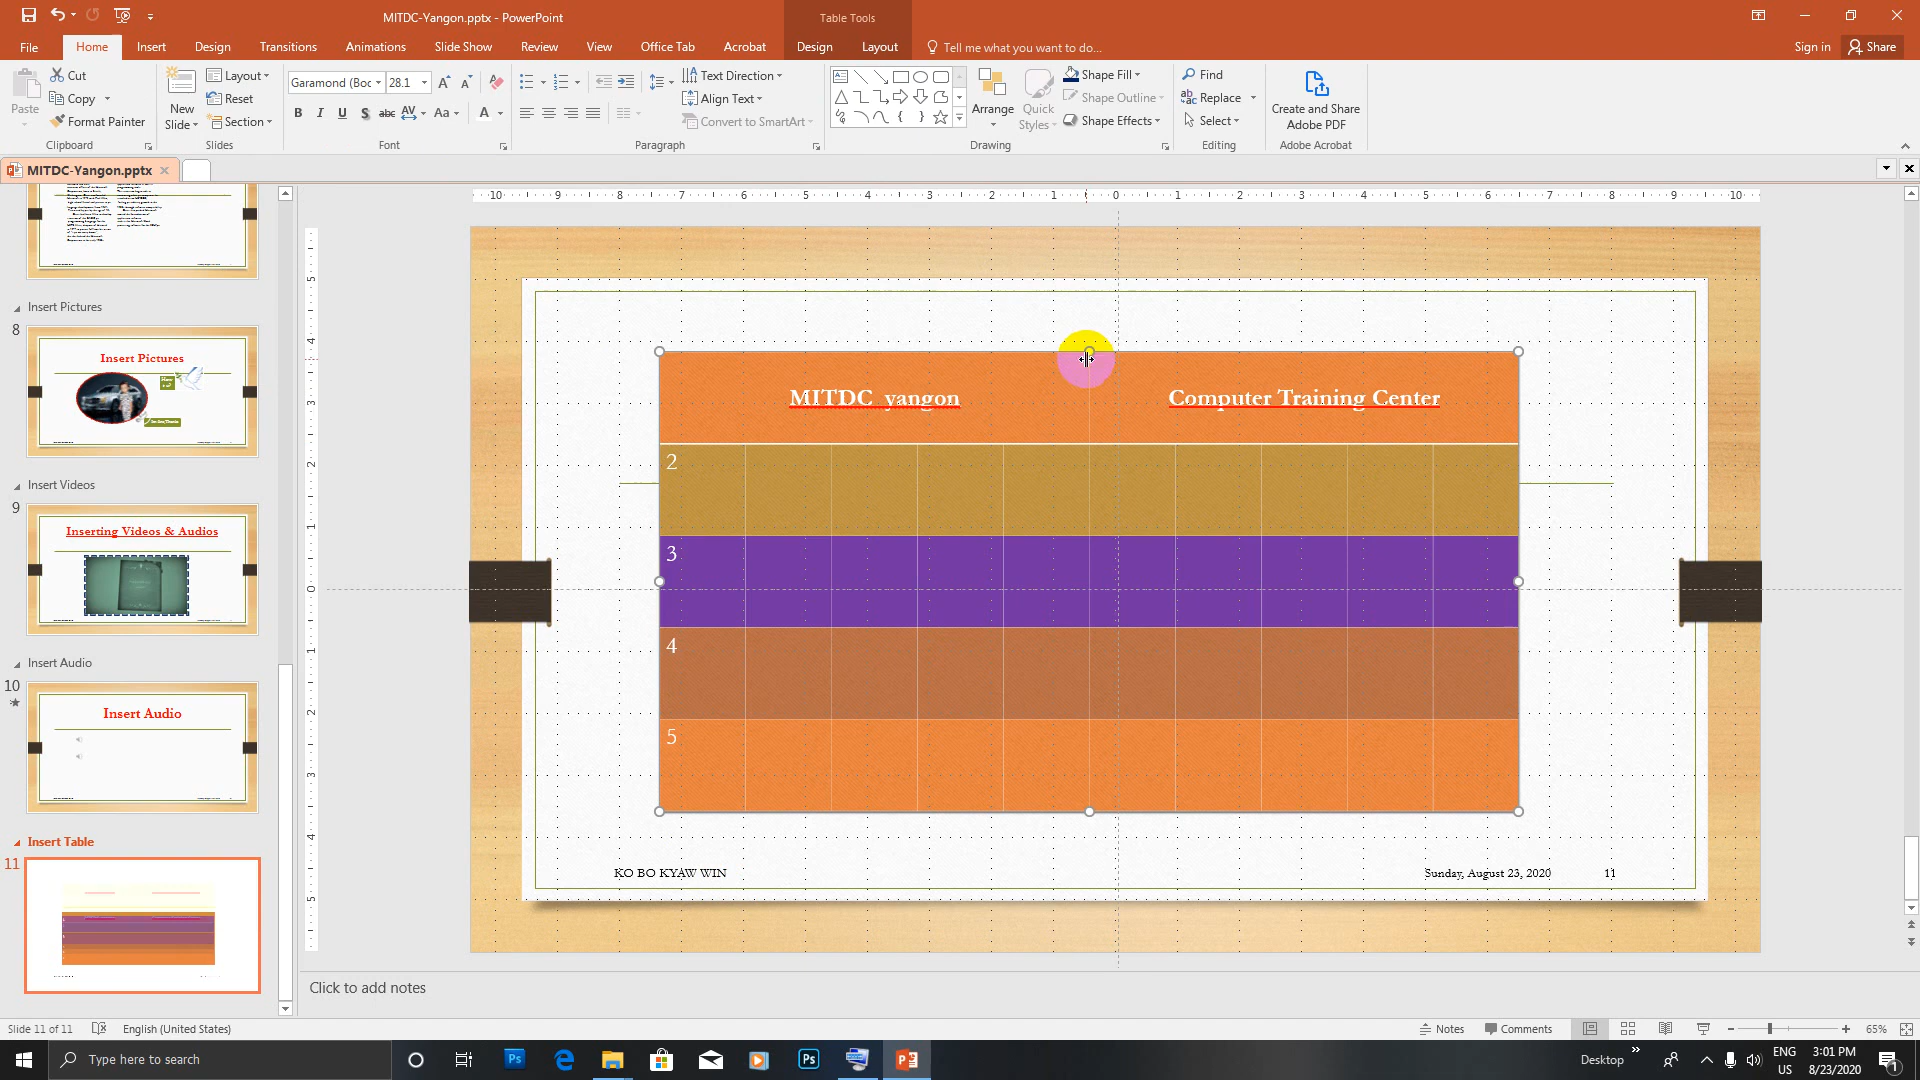 MITDC-Yangon.pptx - PowerPoint
Table Tools
File Home Insert Design Transitions Animations Slide Show Review View Office Tab Acrobat Design Layout Tell me what you want to do...
Sign in Share
Paste
Cut
Copy
Format Painter
Clipboard
New Slide
Layout
Reset
Section
Slides
Garamond (Boc 28.1
Font
Text Direction
Align Text
Convert to SmartArt
Paragraph
Arrange
Quick Styles
Shape Fill
Shape Outline
Shape Effects
Drawing
Find
Replace
Select
Editing
Create and Share
Adobe PDF
Adobe Acrobat
MITDC-Yangon.pptx
Insert Pictures
8
Insert Pictures
Insert Videos
9
Inserting Videos & Audios
Insert Audio
10
Insert Audio
Insert Table
11
MITDC yangon
Computer Training Center
2
3
4
5
KO BO KYAW WIN
Sunday, August 23, 2020
11
Click to add notes
Slide 11 of 11
English (United States)
Notes
Comments
65%
Type here to search
Desktop
ENG
US
3:01 PM
8/23/2020